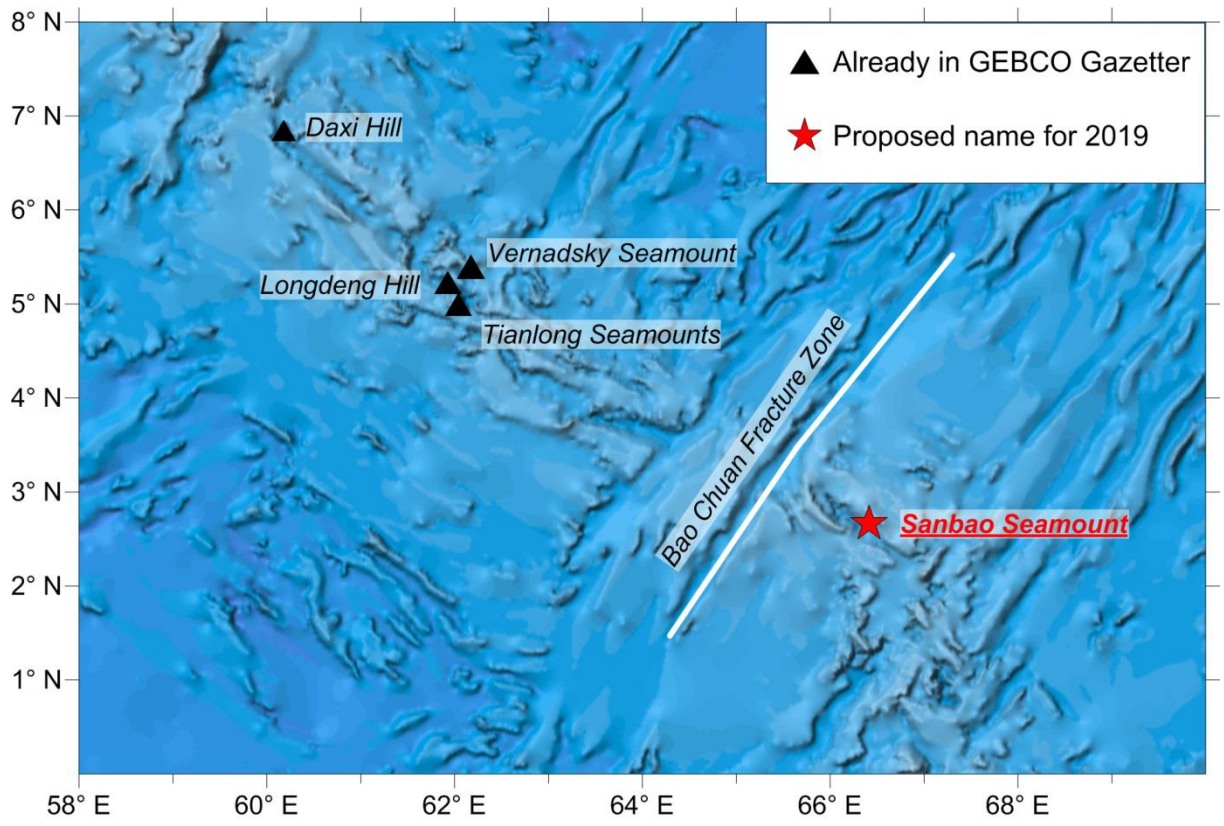 8° N
7° N
6° N
5° N
4° N
3° N
2° N
1° N
Already in GEBCO Gazetter
Proposed name for 2019
Daxi Hill
Vernadsky Seamount
Longdeng Hill
Tianlong Seamounts
Bao Chuan Fracture Zone
Sanbao Seamount
58° E
60° E
62° E
64° E
66° E
68° E